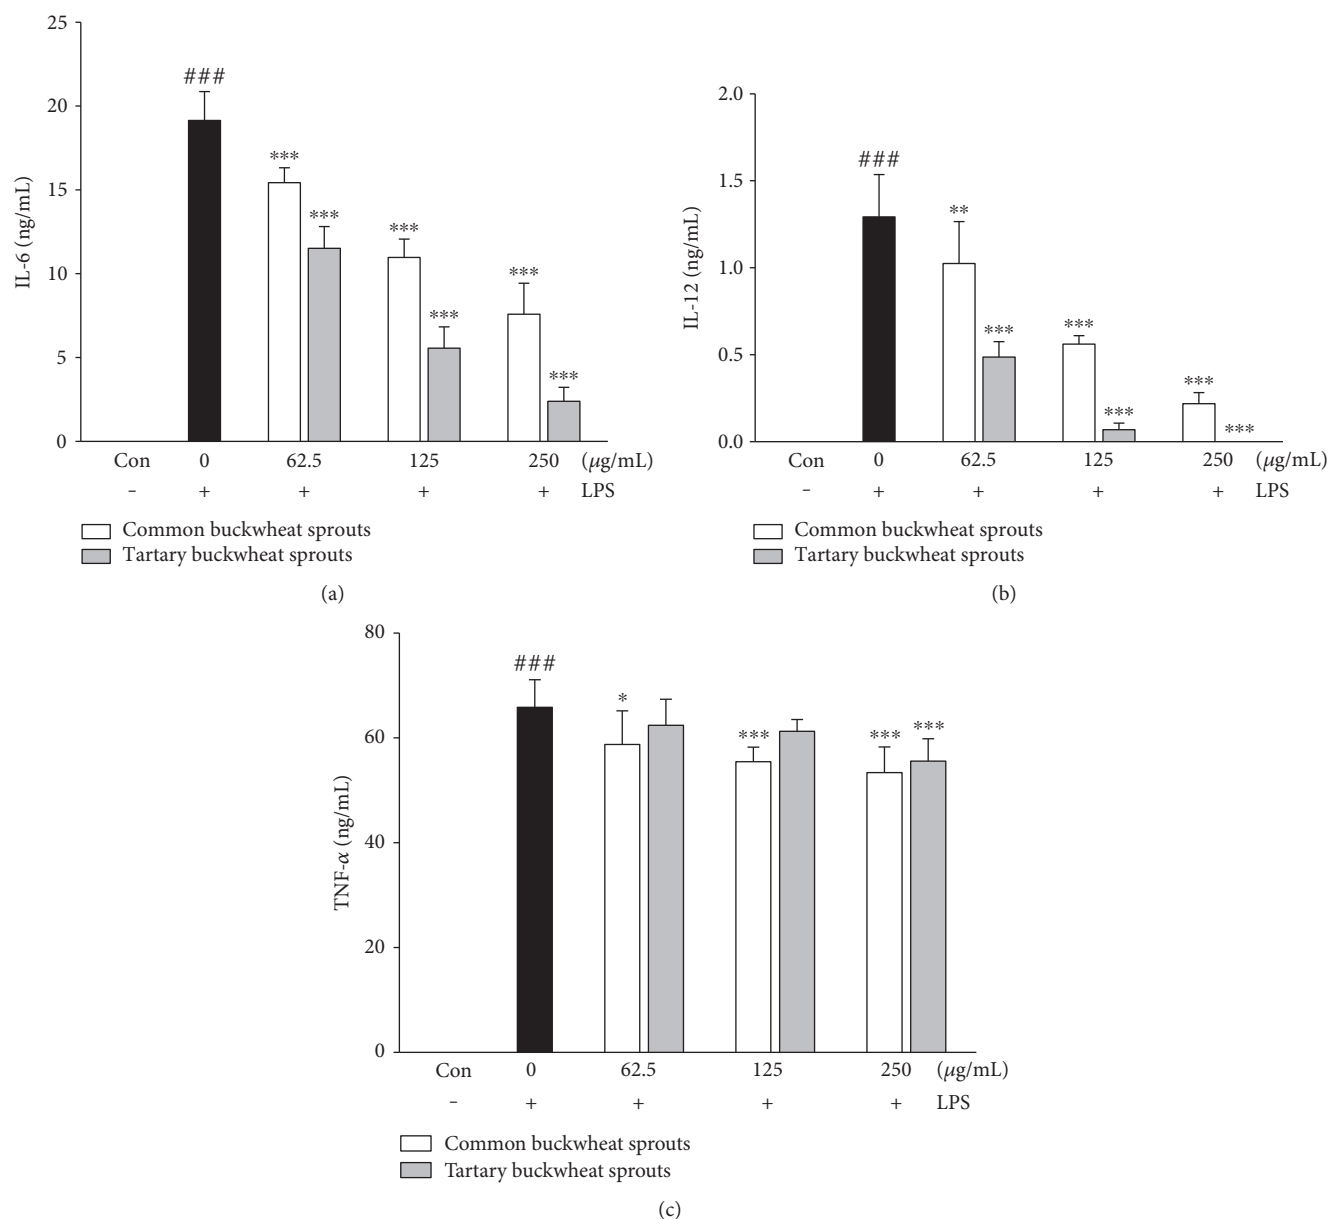 25
20
15
10
5
0
IL-6 (ng/mL)
###
***
***
***
***
***
***
Con 0 62.5 125 250 (μg/mL)
- + + + + LPS
Common buckwheat sprouts
Tartary buckwheat sprouts
(a)
2.0
1.5
1.0
0.5
0.0
IL-12 (ng/mL)
###
**
***
***
***
***
***
Con 0 62.5 125 250 (μg/mL)
- + + + + LPS
Common buckwheat sprouts
Tartary buckwheat sprouts
(b)
80
60
40
20
0
TNF-α (ng/mL)
###
*
***
***
***
Con 0 62.5 125 250 (μg/mL)
- + + + + LPS
Common buckwheat sprouts
Tartary buckwheat sprouts
(c)